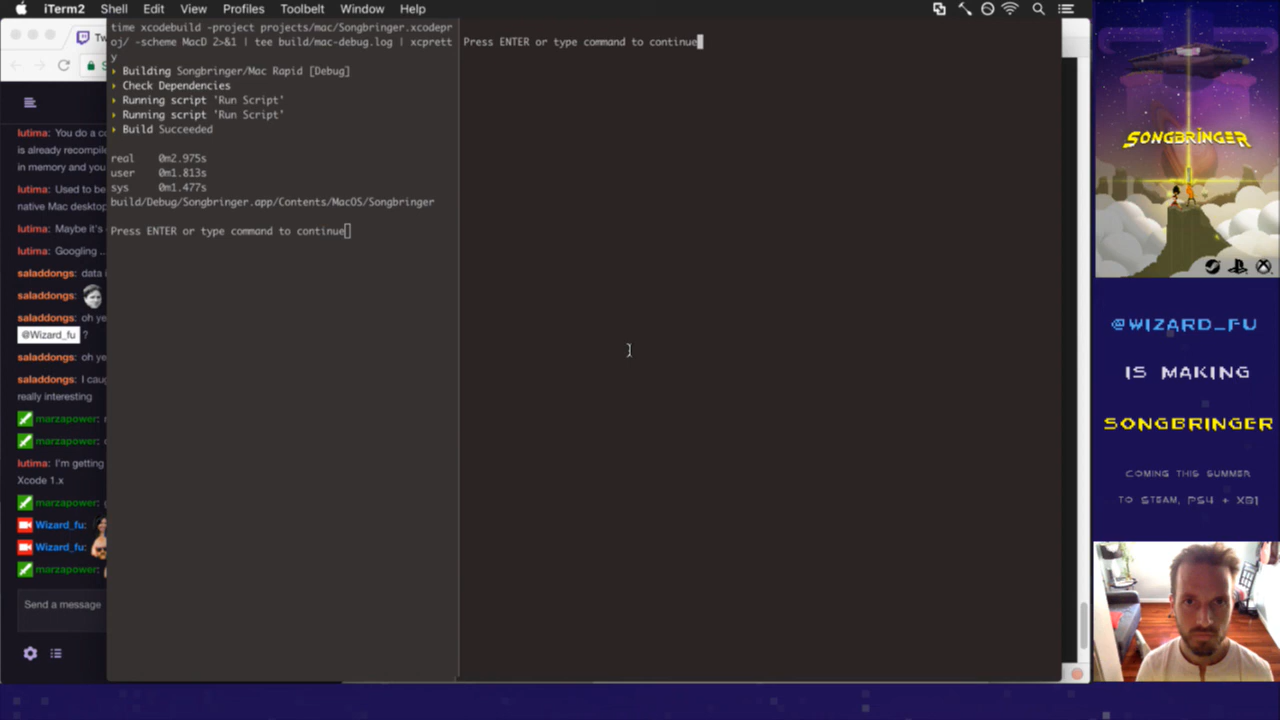 iTerm2 Shell Edit View Profiles Toolbelt Window Help
Tw
S
lutima: You do a co
is already recompile
in memory and you
lutima: Used to be
native Mac desktop
lutima: Maybe it's
lutima: Googling ...
saladdongs: data i
saladdongs:
saladdongs: oh ye
@Wizard_fu ?
saladdongs: oh ye
saladdongs: I cau
really interesting
marzapower:
marzapower:
lutima: I'm getting
Xcode 1.x
marzapower:
Wizard_fu:
Wizard_fu:
marzapower:
Send a message
time xcodebuild -project projects/mac/Songbringer.xcodepr
oj/ -scheme MacD 2>&1 | tee build/mac-debug.log | xcprett
y
Building Songbringer/Mac Rapid [Debug]
Check Dependencies
Running script 'Run Script'
Running script 'Run Script'
Build Succeeded
real 0m2.975s
user 0m1.813s
sys 0m1.477s
build/Debug/Songbringer.app/Contents/MacOS/Songbringer
Press ENTER or type command to continue
Press ENTER or type command to continue
SONGBRINGER
@WIZARD_FU
IS MAKING
SONGBRINGER
COMING THIS SUMMER
TO STEAM, PS4 + XB1